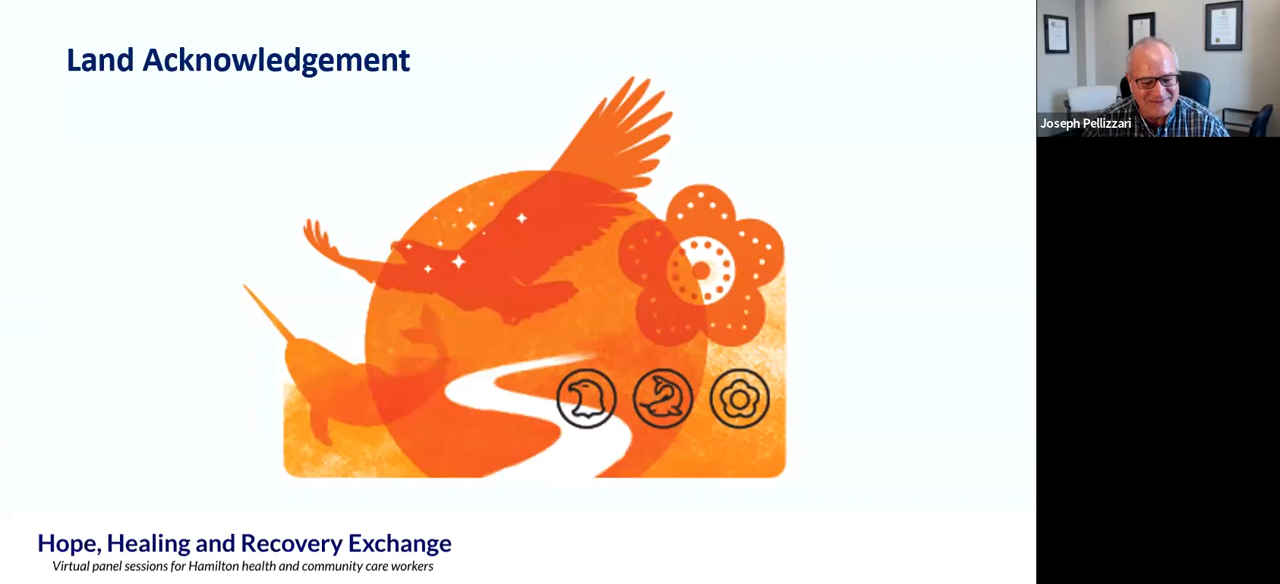 Land Acknowledgement
Joseph Pellizzari
Hope, Healing and Recovery Exchange
Virtual panel sessions for Hamilton health and community care workers